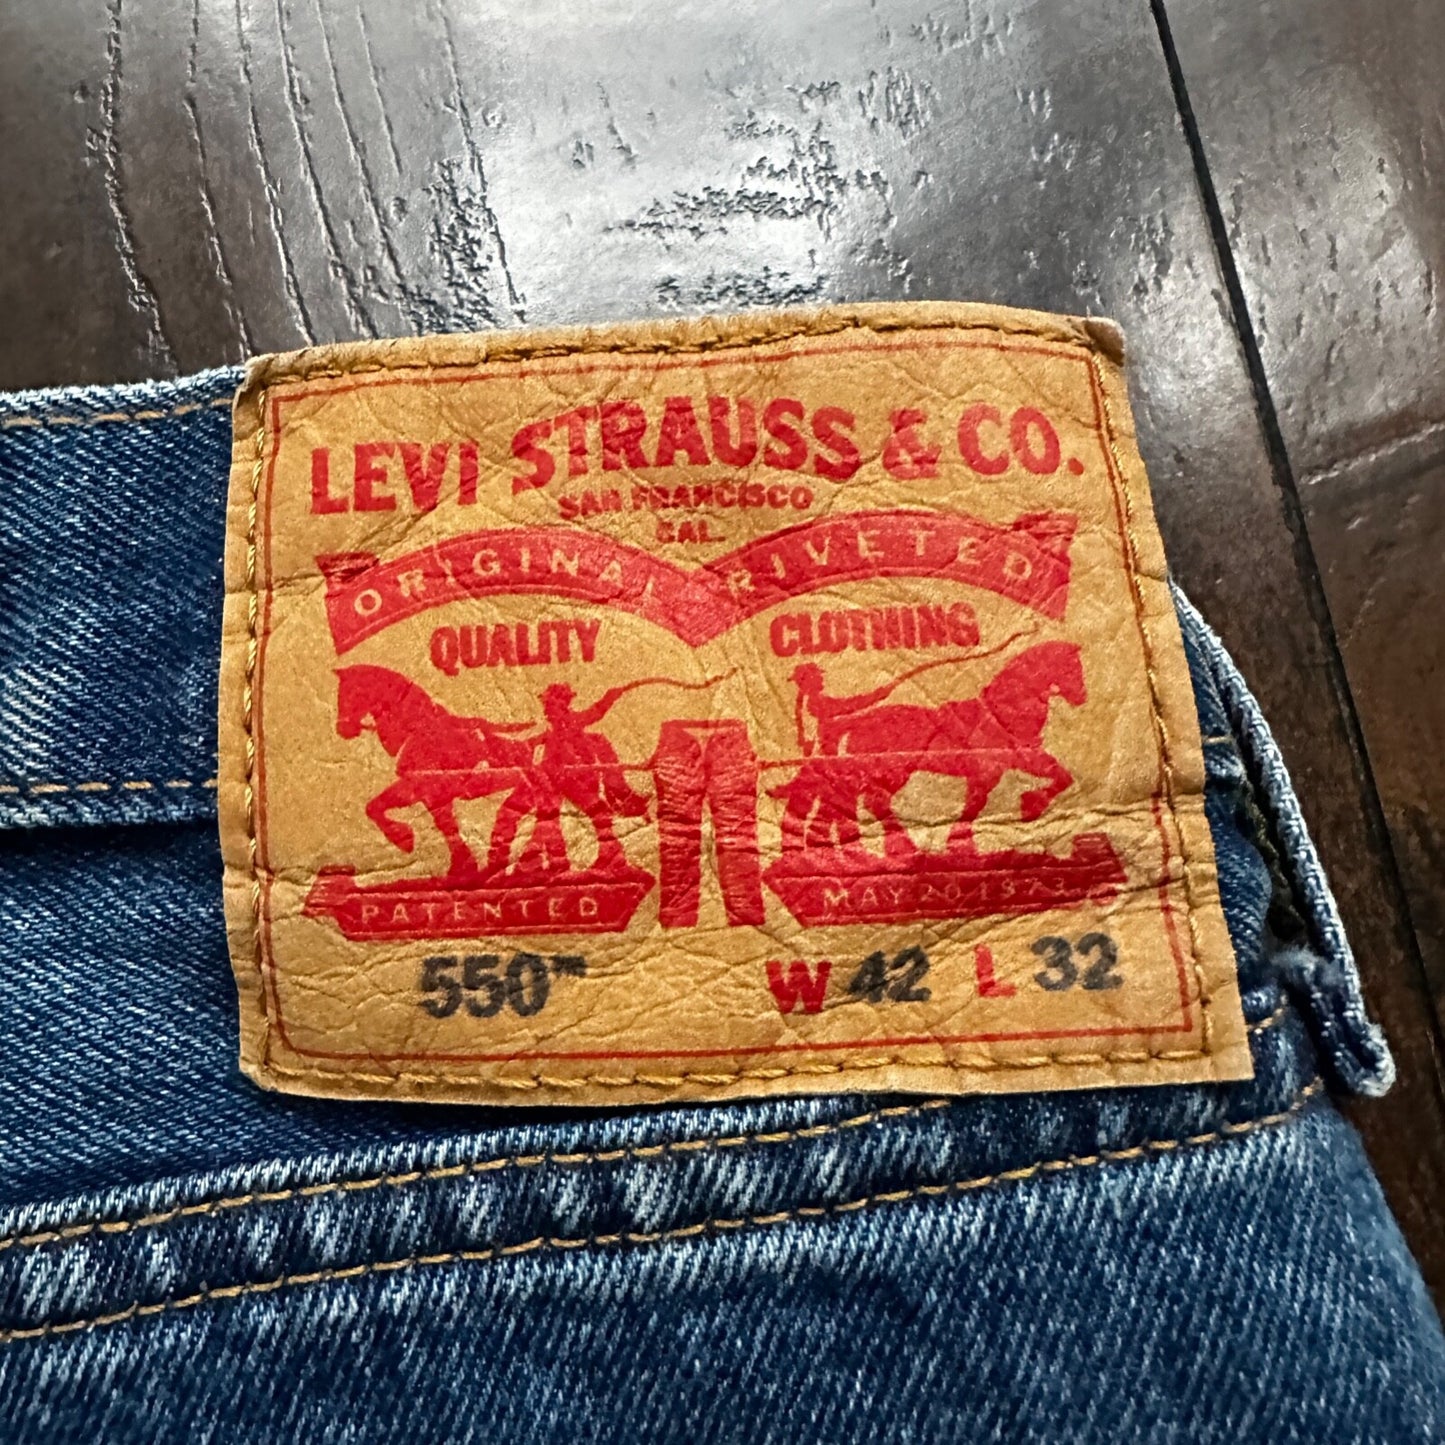 LEVI STRAUSS & CO.
SAN FRANCISCO
CAL.
ORIGINAL RIVETED
QUALITY CLOTHING
PATENTED MAY 20 1873
550™ W 42 L 32